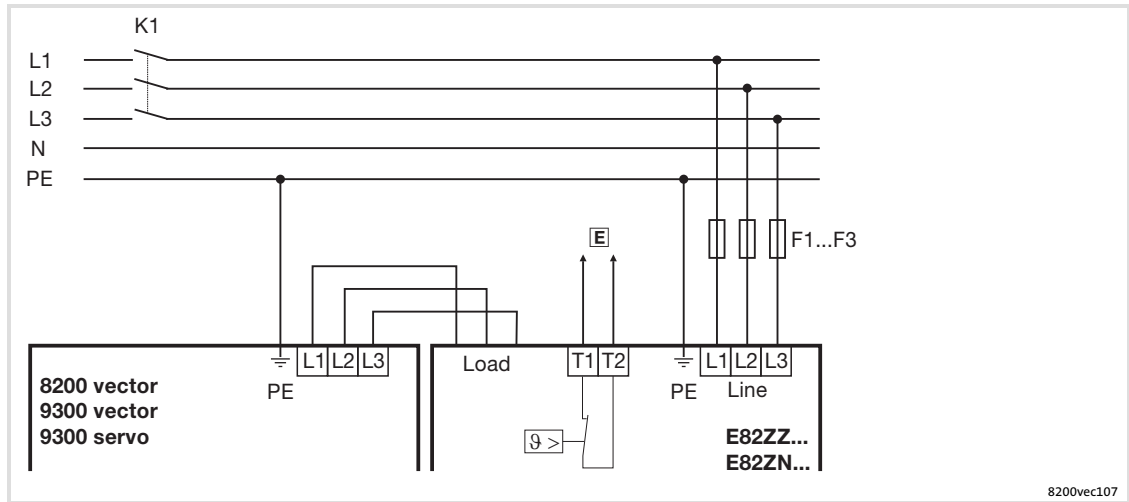 K1
L1
L2
L3
N
PE
E
F1...F3
L1 L2 L3
Load
T1 T2
L1 L2 L3
PE
PE
Line
8200 vector
9300 vector
9300 servo
ϑ >
E82ZZ...
E82ZN...
8200vec107